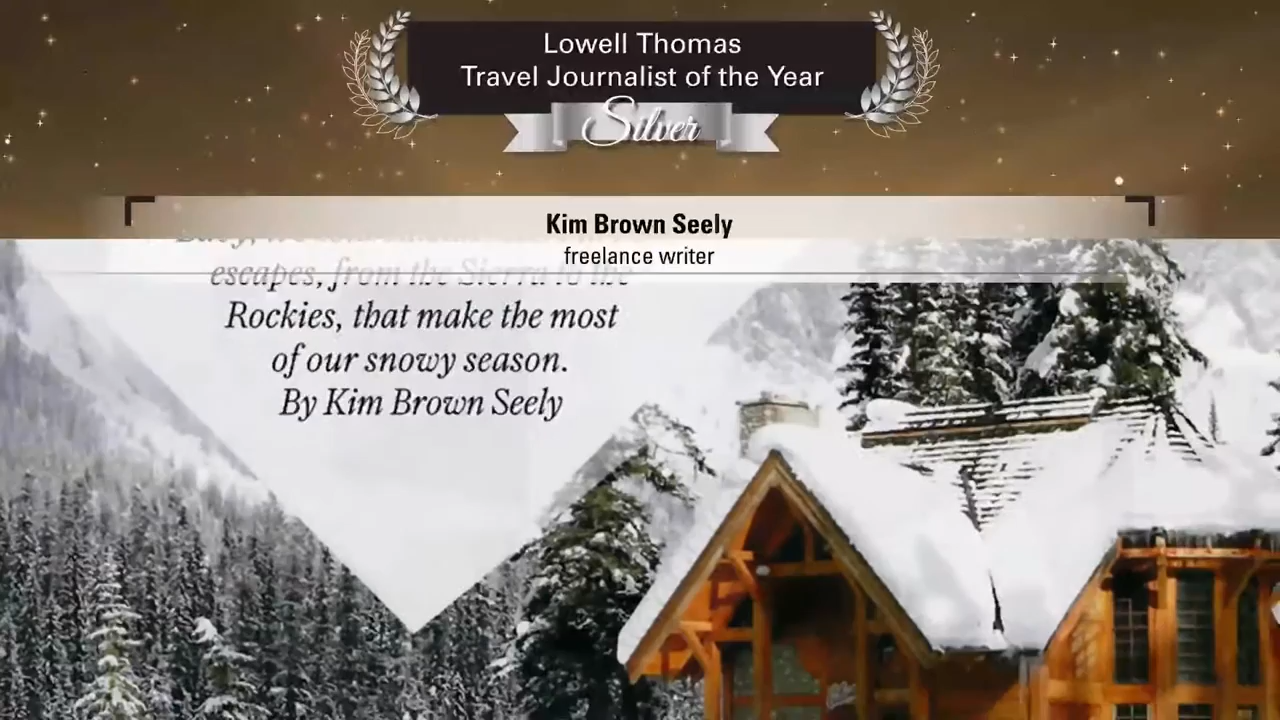 Lowell Thomas
Travel Journalist of the Year
Silver
Kim Brown Seely
freelance writer
escapes, from the Sierra to the
Rockies, that make the most
of our snowy season.
By Kim Brown Seely